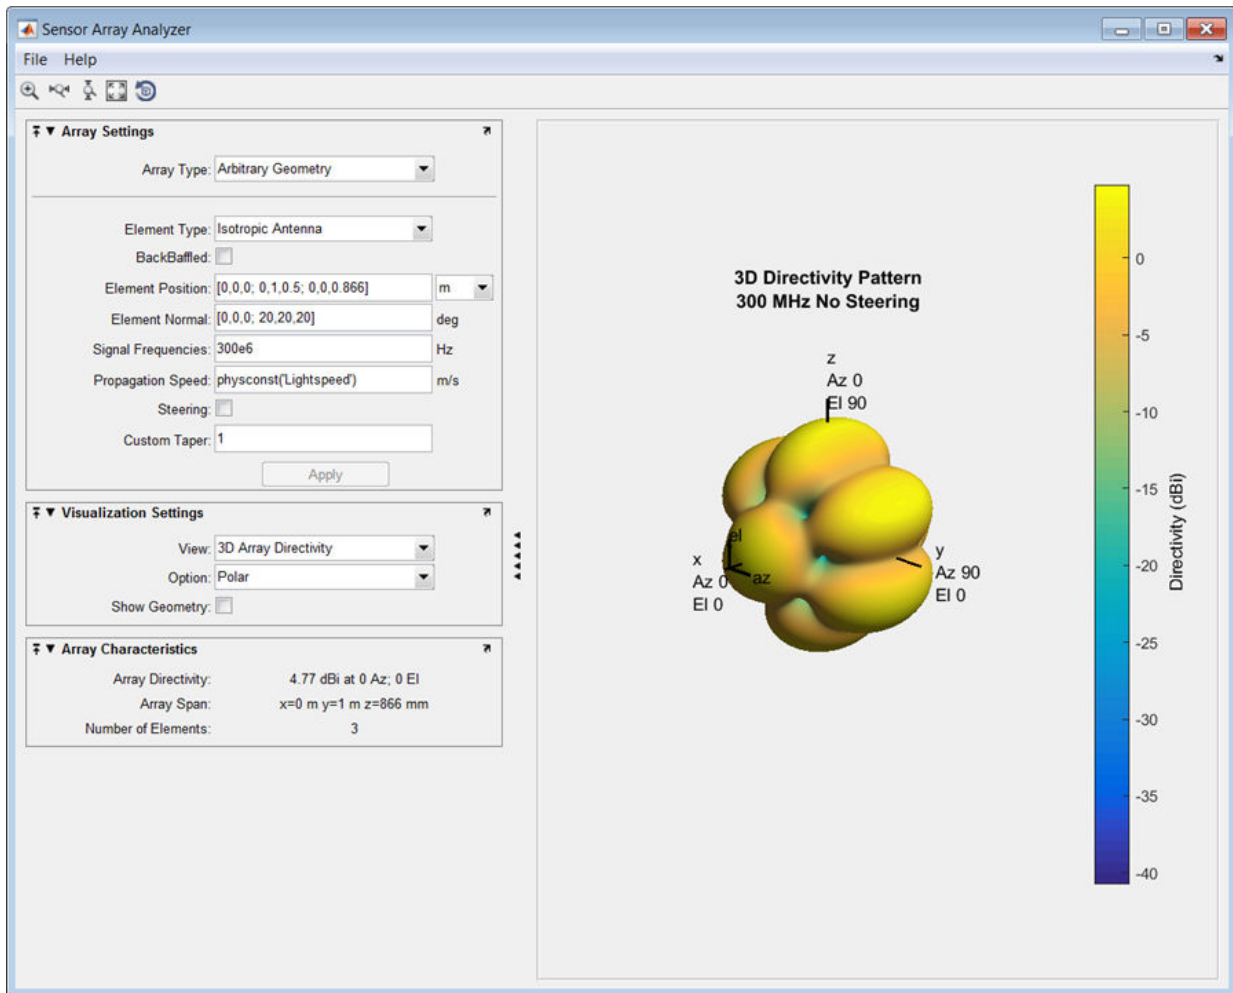 Sensor Array Analyzer
File Help
Array Settings
Array Type: Arbitrary Geometry
Element Type: Isotropic Antenna
BackBaffled:
Element Position: [0,0,0; 0,1,0.5; 0,0,0.866] m
Element Normal: [0,0,0; 20,20,20] deg
Signal Frequencies: 300e6 Hz
Propagation Speed: physconst('Lightspeed') m/s
Steering:
Custom Taper: 1
Apply
Visualization Settings
View: 3D Array Directivity
Option: Polar
Show Geometry:
Array Characteristics
Array Directivity: 4.77 dBi at 0 Az; 0 El
Array Span: x=0 m y=1 m z=866 mm
Number of Elements: 3
3D Directivity Pattern
300 MHz No Steering
z
Az 0
El 90
x
Az 0
El 0
el
az
y
Az 90
El 0
0
-5
-10
-15
-20
-25
-30
-35
-40
Directivity (dBi)